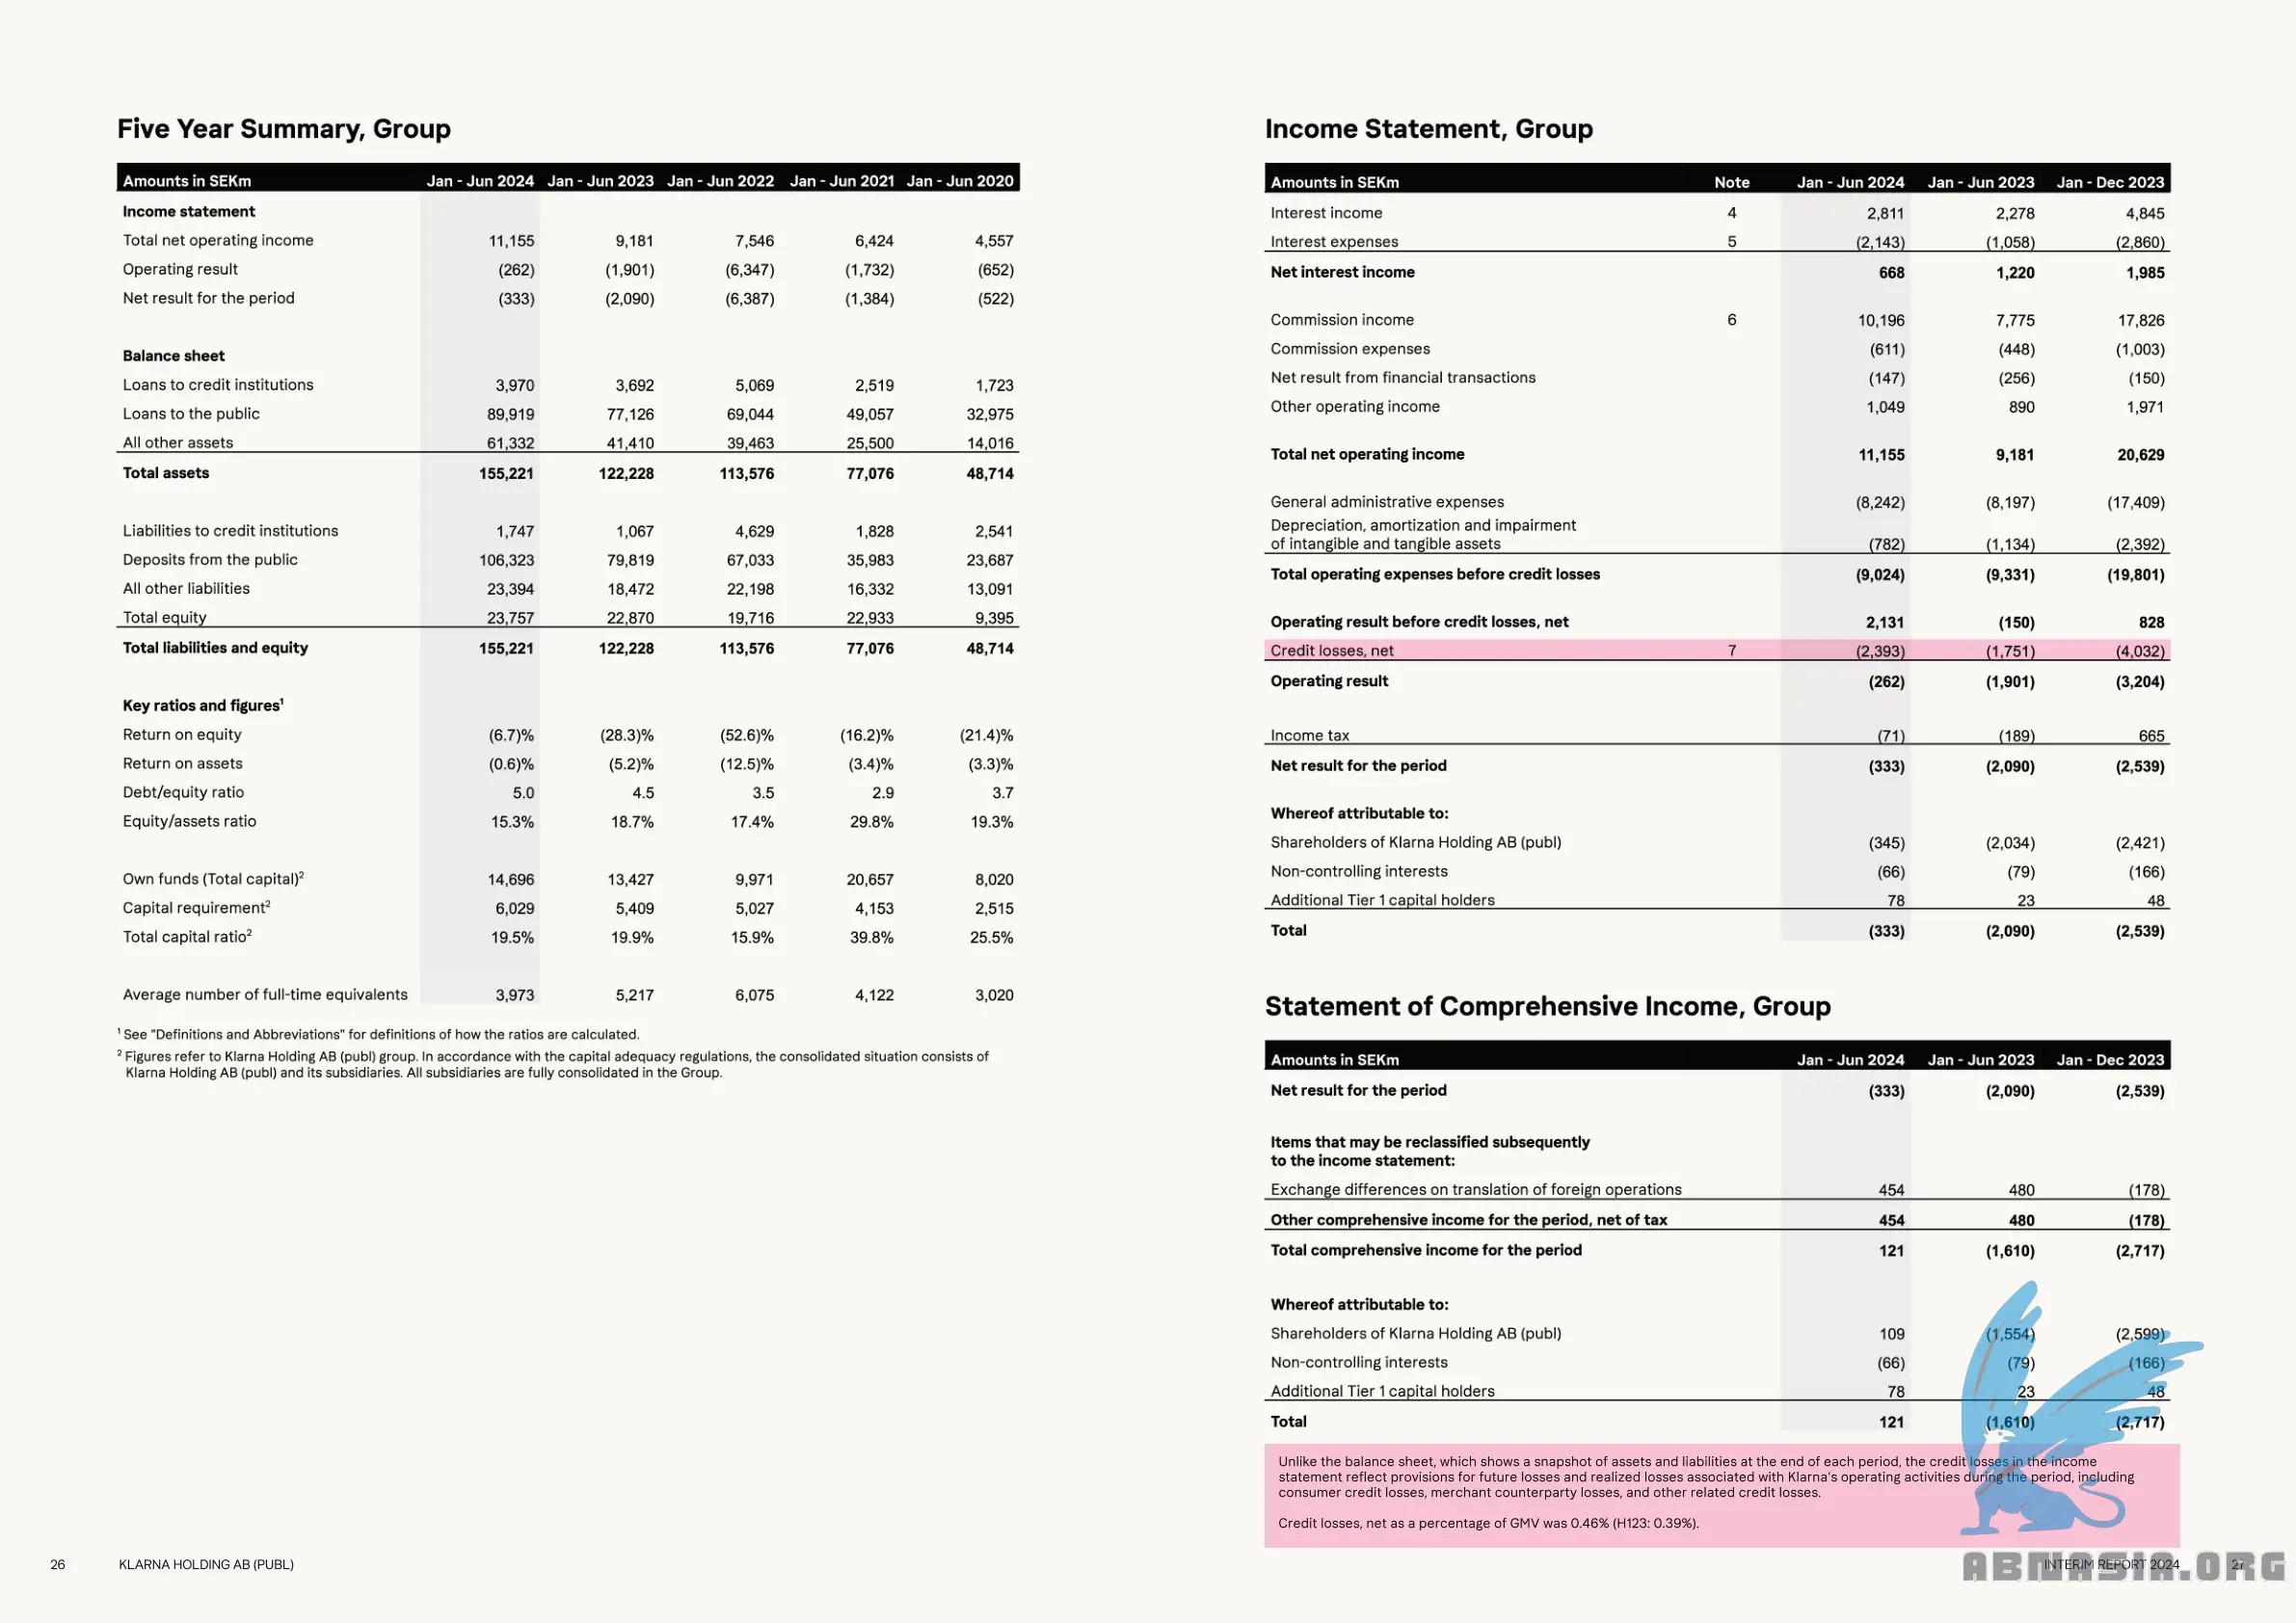 Five Year Summary, Group
Amounts in SEKm Jan - Jun 2024 Jan - Jun 2023 Jan - Jun 2022 Jan - Jun 2021 Jan - Jun 2020
Income statement
Total net operating income 11,155 9,181 7,546 6,424 4,557
Operating result (262) (1,901) (6,347) (1,732) (652)
Net result for the period (333) (2,090) (6,387) (1,384) (522)
Balance sheet
Loans to credit institutions 3,970 3,692 5,069 2,519 1,723
Loans to the public 89,919 77,126 69,044 49,057 32,975
All other assets 61,332 41,410 39,463 25,500 14,016
Total assets 155,221 122,228 113,576 77,076 48,714
Liabilities to credit institutions 1,747 1,067 4,629 1,828 2,541
Deposits from the public 106,323 79,819 67,033 35,983 23,687
All other liabilities 23,394 18,472 22,198 16,332 13,091
Total equity 23,757 22,870 19,716 22,933 9,395
Total liabilities and equity 155,221 122,228 113,576 77,076 48,714
Key ratios and figures¹
Return on equity (6.7)% (28.3)% (52.6)% (16.2)% (21.4)%
Return on assets (0.6)% (5.2)% (12.5)% (3.4)% (3.3)%
Debt/equity ratio 5.0 4.5 3.5 2.9 3.7
Equity/assets ratio 15.3% 18.7% 17.4% 29.8% 19.3%
Own funds (Total capital)² 14,696 13,427 9,971 20,657 8,020
Capital requirement² 6,029 5,409 5,027 4,153 2,515
Total capital ratio² 19.5% 19.9% 15.9% 39.8% 25.5%
Average number of full-time equivalents 3,973 5,217 6,075 4,122 3,020
¹ See "Definitions and Abbreviations" for definitions of how the ratios are calculated.
² Figures refer to Klarna Holding AB (publ) group. In accordance with the capital adequacy regulations, the consolidated situation consists of
Klarna Holding AB (publ) and its subsidiaries. All subsidiaries are fully consolidated in the Group.
26 KLARNA HOLDING AB (PUBL)
Income Statement, Group
Amounts in SEKm Note Jan - Jun 2024 Jan - Jun 2023 Jan - Dec 2023
Interest income 4 2,811 2,278 4,845
Interest expenses 5 (2,143) (1,058) (2,860)
Net interest income 668 1,220 1,985
Commission income 6 10,196 7,775 17,826
Commission expenses (611) (448) (1,003)
Net result from financial transactions (147) (256) (150)
Other operating income 1,049 890 1,971
Total net operating income 11,155 9,181 20,629
General administrative expenses (8,242) (8,197) (17,409)
Depreciation, amortization and impairment
of intangible and tangible assets (782) (1,134) (2,392)
Total operating expenses before credit losses (9,024) (9,331) (19,801)
Operating result before credit losses, net 2,131 (150) 828
Credit losses, net 7 (2,393) (1,751) (4,032)
Operating result (262) (1,901) (3,204)
Income tax (71) (189) 665
Net result for the period (333) (2,090) (2,539)
Whereof attributable to:
Shareholders of Klarna Holding AB (publ) (345) (2,034) (2,421)
Non-controlling interests (66) (79) (166)
Additional Tier 1 capital holders 78 23 48
Total (333) (2,090) (2,539)
Statement of Comprehensive Income, Group
Amounts in SEKm Jan - Jun 2024 Jan - Jun 2023 Jan - Dec 2023
Net result for the period (333) (2,090) (2,539)
Items that may be reclassified subsequently
to the income statement:
Exchange differences on translation of foreign operations 454 480 (178)
Other comprehensive income for the period, net of tax 454 480 (178)
Total comprehensive income for the period 121 (1,610) (2,717)
Whereof attributable to:
Shareholders of Klarna Holding AB (publ) 109 (1,554) (2,599)
Non-controlling interests (66) (79) (166)
Additional Tier 1 capital holders 78 23 48
Total 121 (1,610) (2,717)
Unlike the balance sheet, which shows a snapshot of assets and liabilities at the end of each period, the credit losses in the income
statement reflect provisions for future losses and realized losses associated with Klarna's operating activities during the period, including
consumer credit losses, merchant counterparty losses, and other related credit losses.
Credit losses, net as a percentage of GMV was 0.46% (H123: 0.39%).
INTERIM REPORT 2024 27
ABNASIA.ORG